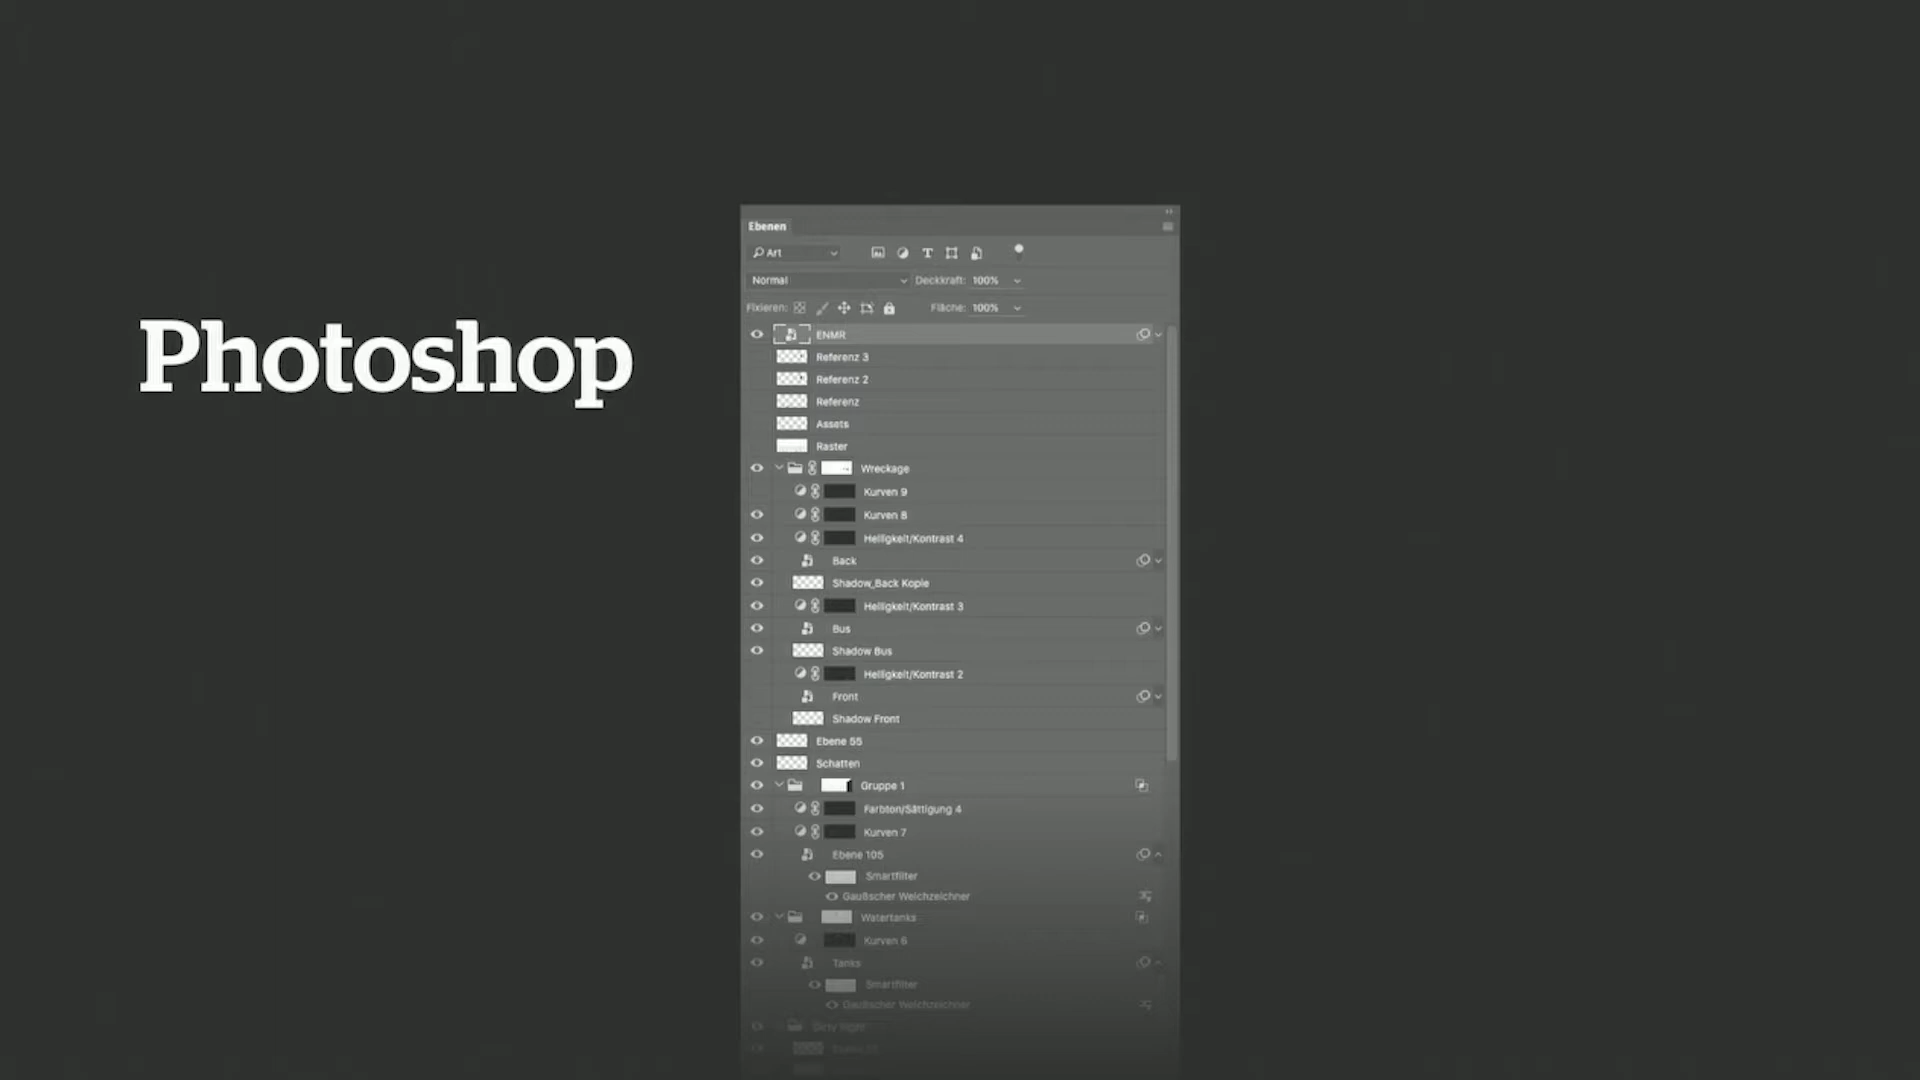 Photoshop
Ebenen
Art
Normal Deckkraft: 100%
Fixieren: Fläche: 100%
ENMR
Referenz 3
Referenz 2
Referenz
Assets
Raster
Wreckage
Kurven 9
Kurven 8
Helligkeit/Kontrast 4
Back
Shadow_Back Kopie
Helligkeit/Kontrast 3
Bus
Shadow Bus
Helligkeit/Kontrast 2
Front
Shadow Front
Ebene 55
Schatten
Gruppe 1
Farbton/Sättigung 4
Kurven 7
Ebene 105
Smartfilter
Gaußscher Weichzeichner
Watertanks
Kurven 6
Tanks
Smartfilter
Gaußscher Weichzeichner
Dirty Right